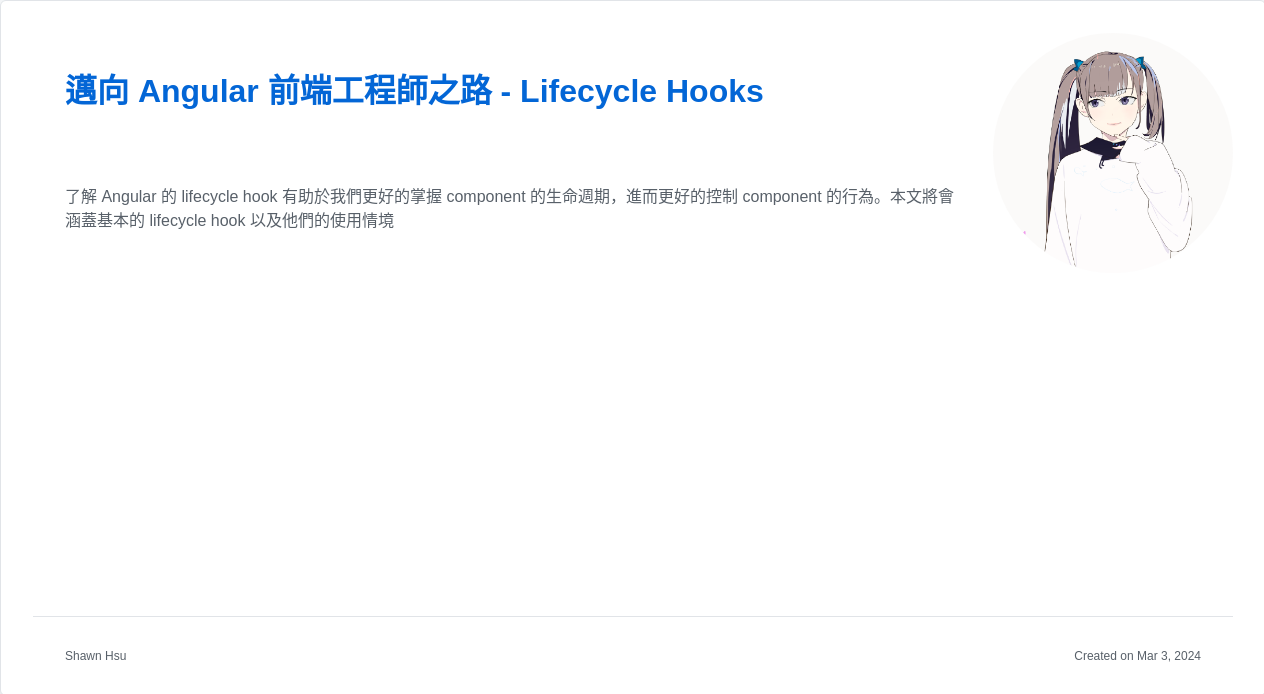 邁向 Angular 前端工程師之路 - Lifecycle Hooks
了解 Angular 的 lifecycle hook 有助於我們更好的掌握 component 的生命週期，進而更好的控制 component 的行為。本文將會
涵蓋基本的 lifecycle hook 以及他們的使用情境
Shawn Hsu
Created on Mar 3, 2024